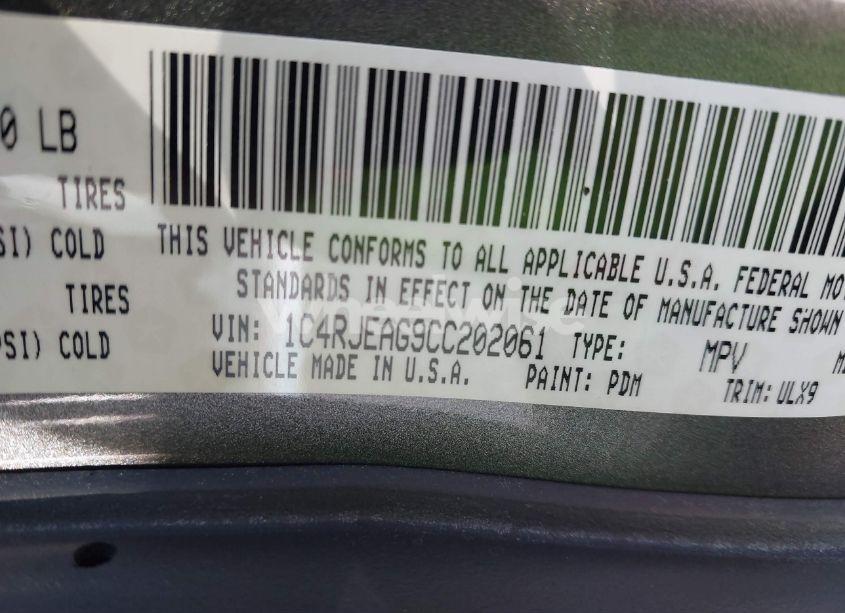 0 LB
TIRES
SI) COLD
TIRES
PSI) COLD
THIS VEHICLE CONFORMS TO ALL APPLICABLE U.S.A. FEDERAL MO
STANDARDS IN EFFECT ON THE DATE OF MANUFACTURE SHOWN
VIN: 1C4RJEAG9CC202061 TYPE: MPV
VEHICLE MADE IN U.S.A. PAINT: PDM TRIM: ULX9